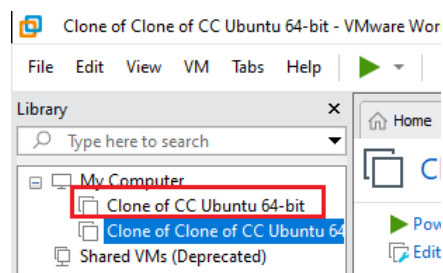 Clone of Clone of CC Ubuntu 64-bit - VMware Wor
File Edit View VM Tabs Help
Library
Home
Type here to search
My Computer
Cl
Clone of CC Ubuntu 64-bit
Clone of Clone of CC Ubuntu 64
Pow
Shared VMs (Deprecated)
Edit